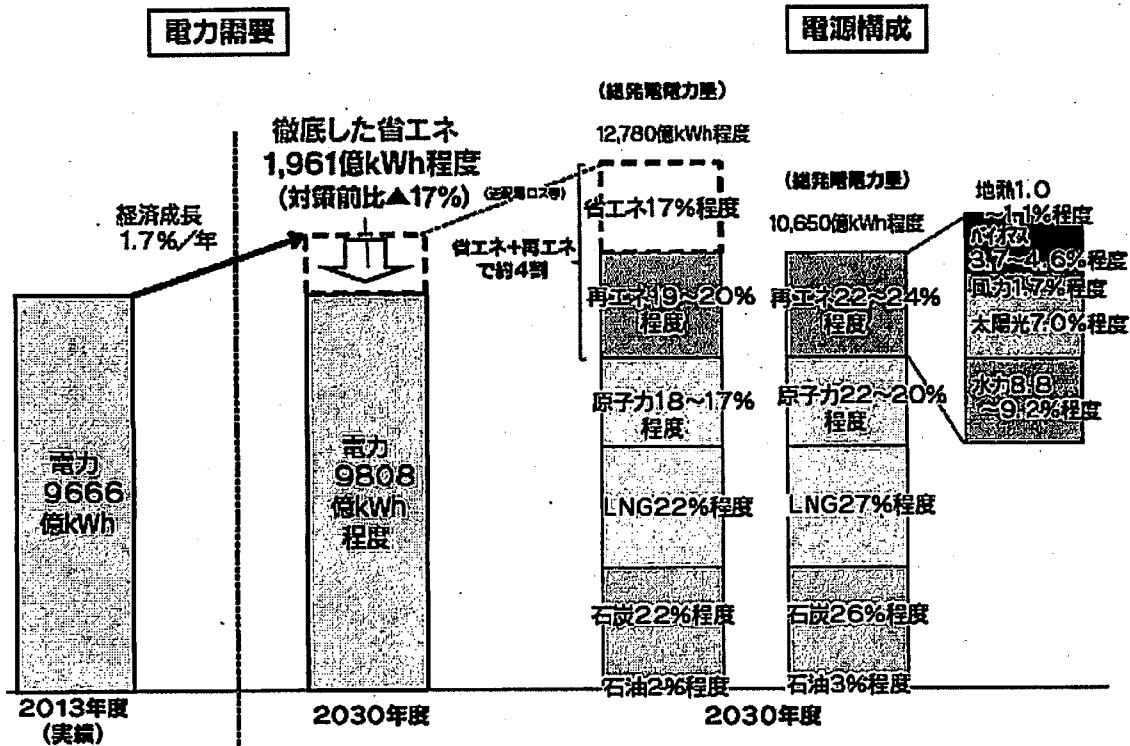 電力需要
電源構成
徹底した省エネ
1,961億kWh程度
(対策前比▲17%)
(送配電ロス等)
経済成長
1.7%/年
電力
9666
億kWh
電力
9808
億kWh
程度
2013年度
(実績)
2030年度
(総発電電力量)
12,780億kWh程度
省エネ17%程度
省エネ+再エネ
で約4割
再エネ19~20%
程度
原子力18~17%
程度
LNG22%程度
石炭22%程度
石油2%程度
(総発電電力量)
10,650億kWh程度
再エネ22~24%
程度
原子力22~20%
程度
LNG27%程度
石炭26%程度
石油3%程度
2030年度
地熱1.0
~1.1%程度
バイオマス
3.7~4.6%程度
風力1.7%程度
太陽光7.0%程度
水力8.8
~9.2%程度